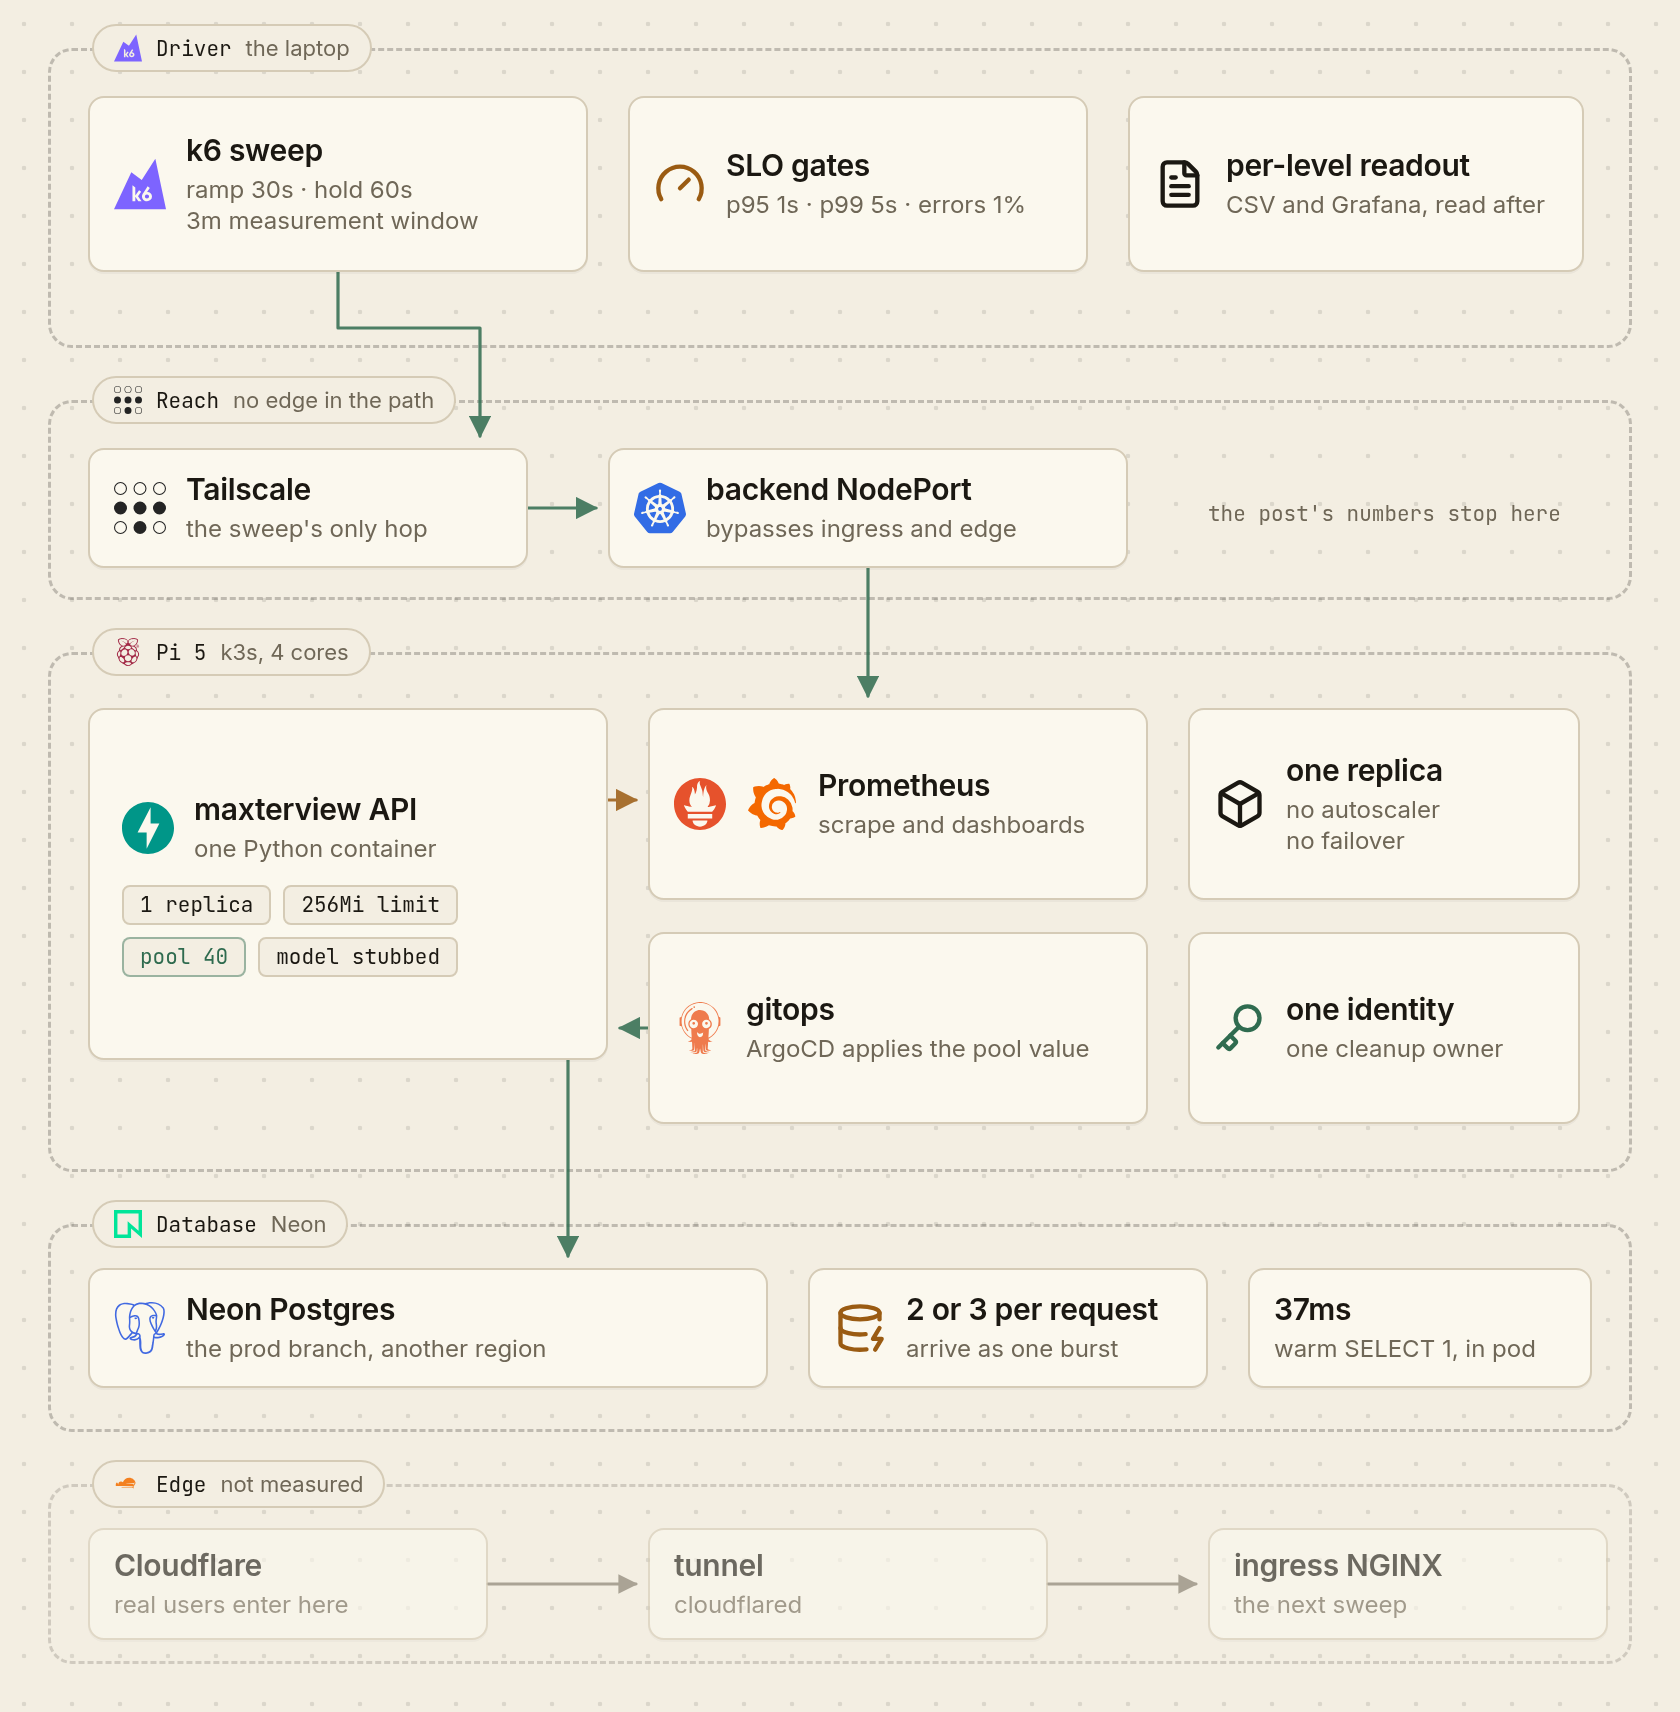 k6 Driver the laptop
k6
k6 sweep
ramp 30s · hold 60s
3m measurement window
SLO gates
p95 1s · p99 5s · errors 1%
per-level readout
CSV and Grafana, read after
Reach no edge in the path
Tailscale
the sweep's only hop
backend NodePort
bypasses ingress and edge
the post's numbers stop here
Pi 5 k3s, 4 cores
maxterview API
one Python container
1 replica
256Mi limit
pool 40
model stubbed
Prometheus
scrape and dashboards
one replica
no autoscaler
no failover
gitops
ArgoCD applies the pool value
one identity
one cleanup owner
Database Neon
Neon Postgres
the prod branch, another region
2 or 3 per request
arrive as one burst
37ms
warm SELECT 1, in pod
Edge not measured
Cloudflare
real users enter here
tunnel
cloudflared
ingress NGINX
the next sweep